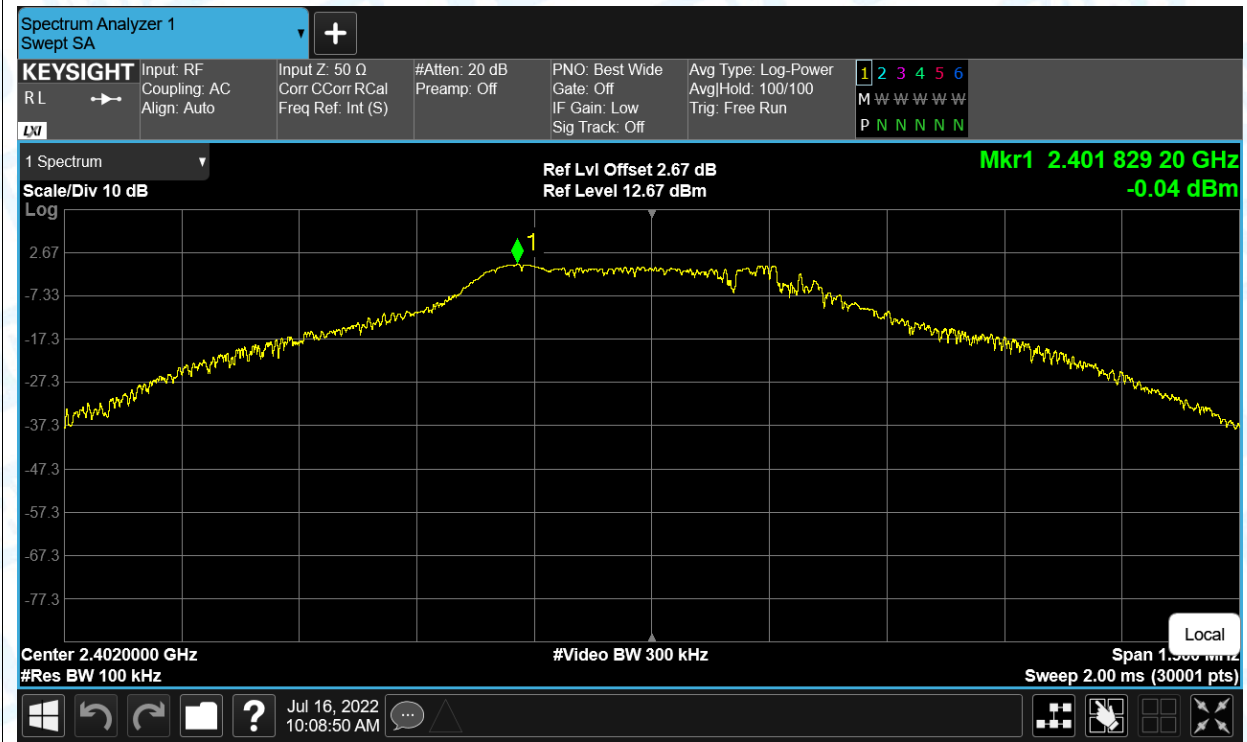 Spectrum Analyzer 1
Swept SA
KEYSIGHT
R L
LXI
Input: RF
Coupling: AC
Align: Auto
Input Z: 50 Ω
Corr CCorr RCal
Freq Ref: Int (S)
#Atten: 20 dB
Preamp: Off
PNO: Best Wide
Gate: Off
IF Gain: Low
Sig Track: Off
Avg Type: Log-Power
Avg|Hold: 100/100
Trig: Free Run
1 2 3 4 5 6
M W W W W W
P N N N N N
1 Spectrum
Scale/Div 10 dB
Log
Ref Lvl Offset 2.67 dB
Ref Level 12.67 dBm
Mkr1 2.401 829 20 GHz
-0.04 dBm
1
2.67
-7.33
-17.3
-27.3
-37.3
-47.3
-57.3
-67.3
-77.3
Center 2.4020000 GHz
#Res BW 100 kHz
#Video BW 300 kHz
Local
Span
Sweep 2.00 ms (30001 pts)
?
Jul 16, 2022
10:08:50 AM